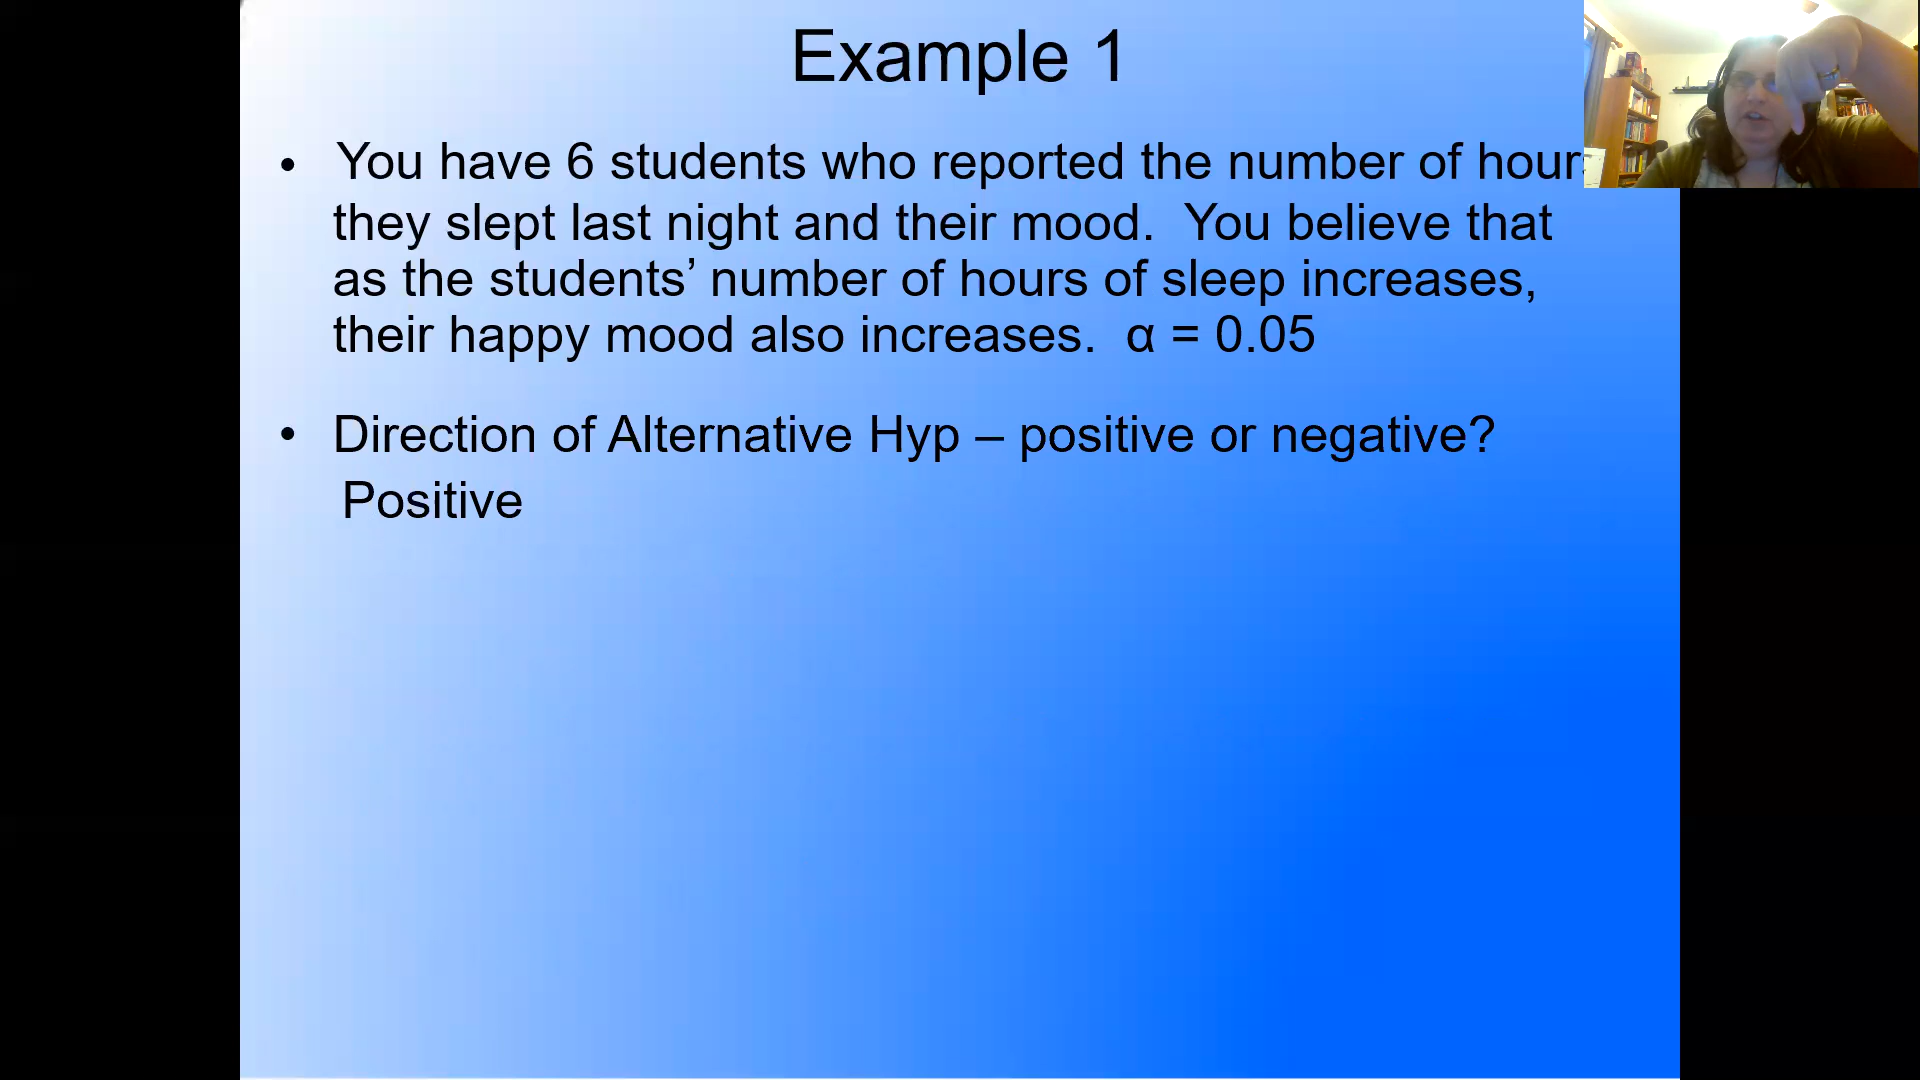 Example 1
• You have 6 students who reported the number of hour
they slept last night and their mood.  You believe that
as the students’ number of hours of sleep increases,
their happy mood also increases.  α = 0.05
• Direction of Alternative Hyp – positive or negative?
Positive